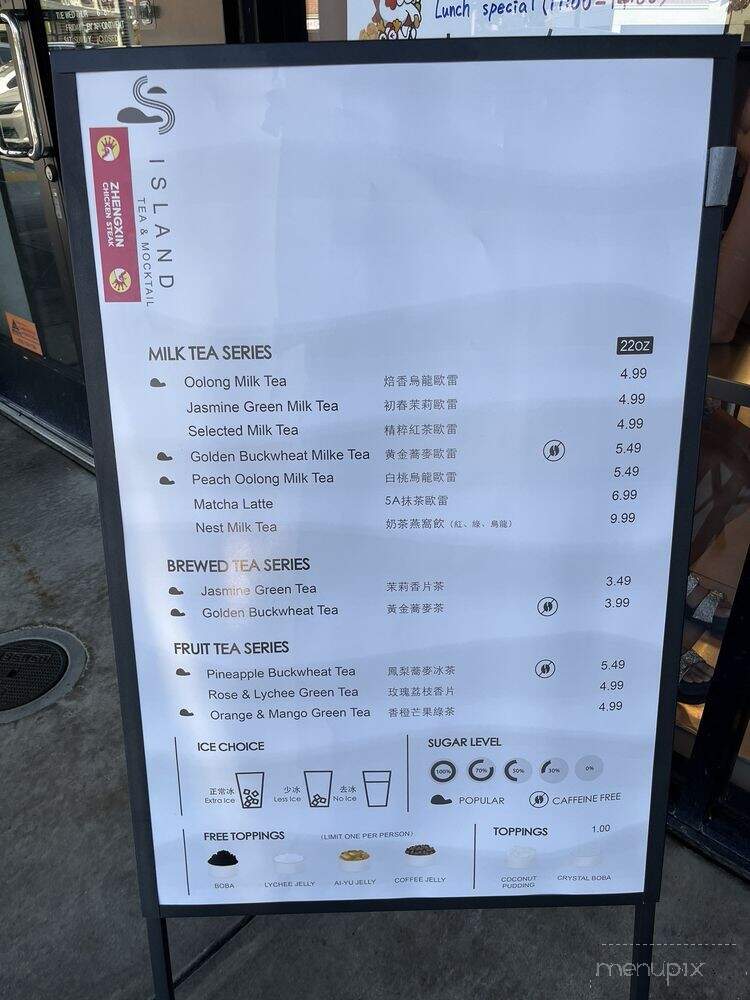 Lunch special
ISLAND
TEA & MOCKTAIL
ZHENGXIN
CHICKEN STEAK
MILK TEA SERIES 22oz
Oolong Milk Tea 焙香烏龍歐雷 4.99
Jasmine Green Milk Tea 初春茉莉歐雷 4.99
Selected Milk Tea 精粹紅茶歐雷 4.99
Golden Buckwheat Milke Tea 黄金蕎麥歐雷 5.49
Peach Oolong Milk Tea 白桃烏龍歐雷 5.49
Matcha Latte 5A抹茶歐雷 6.99
Nest Milk Tea 奶茶燕窩飲（紅、綠、烏龍） 9.99
BREWED TEA SERIES
Jasmine Green Tea 茉莉香片茶 3.49
Golden Buckwheat Tea 黃金蕎麥茶 3.99
FRUIT TEA SERIES
Pineapple Buckwheat Tea 鳳梨蕎麥冰茶 5.49
Rose & Lychee Green Tea 玫瑰荔枝香片 4.99
Orange & Mango Green Tea 香橙芒果綠茶 4.99
ICE CHOICE
正常冰 少冰 去冰
Extra Ice Less Ice No Ice
SUGAR LEVEL
100% 70% 50% 30% 0%
POPULAR CAFFEINE FREE
FREE TOPPINGS (LIMIT ONE PER PERSON)
BOBA LYCHEE JELLY AI-YU JELLY COFFEE JELLY
TOPPINGS 1.00
COCONUT PUDDING CRYSTAL BOBA
menupix